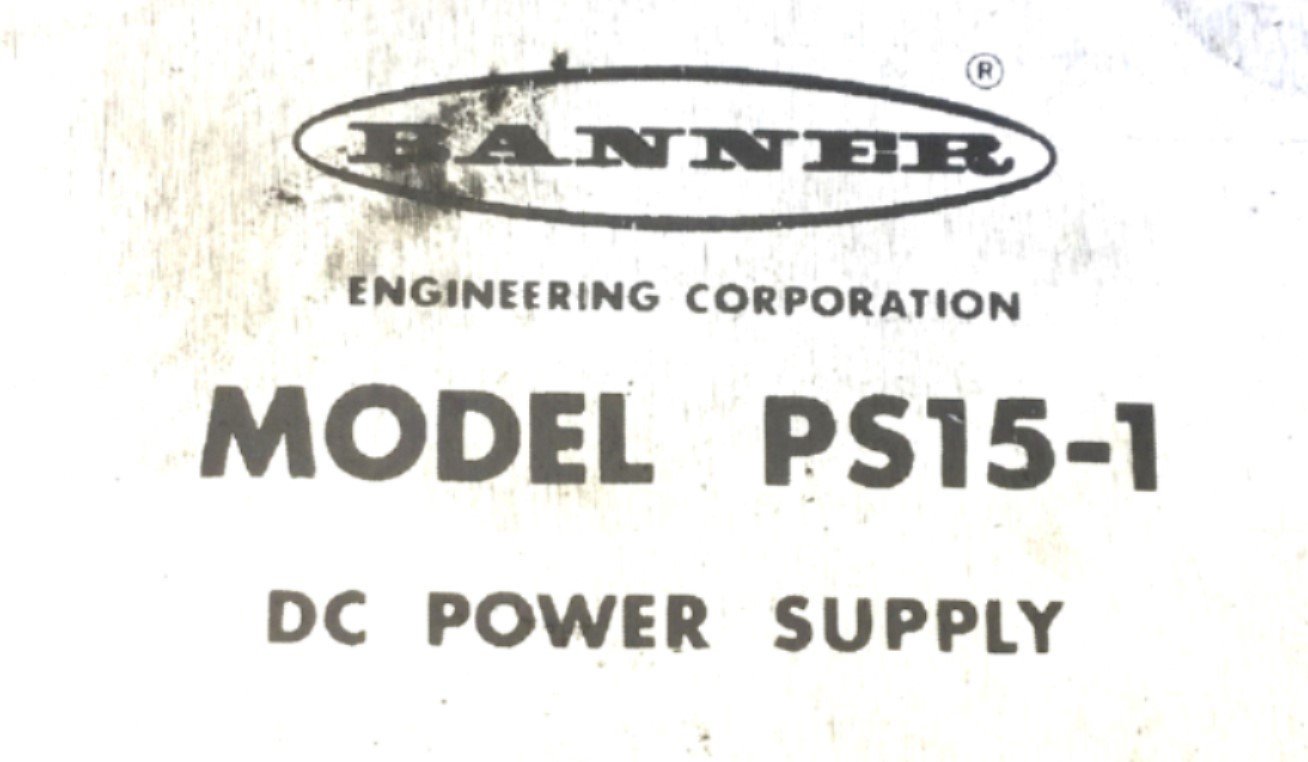 BANNER®
ENGINEERING CORPORATION
MODEL PS15-1
DC POWER SUPPLY